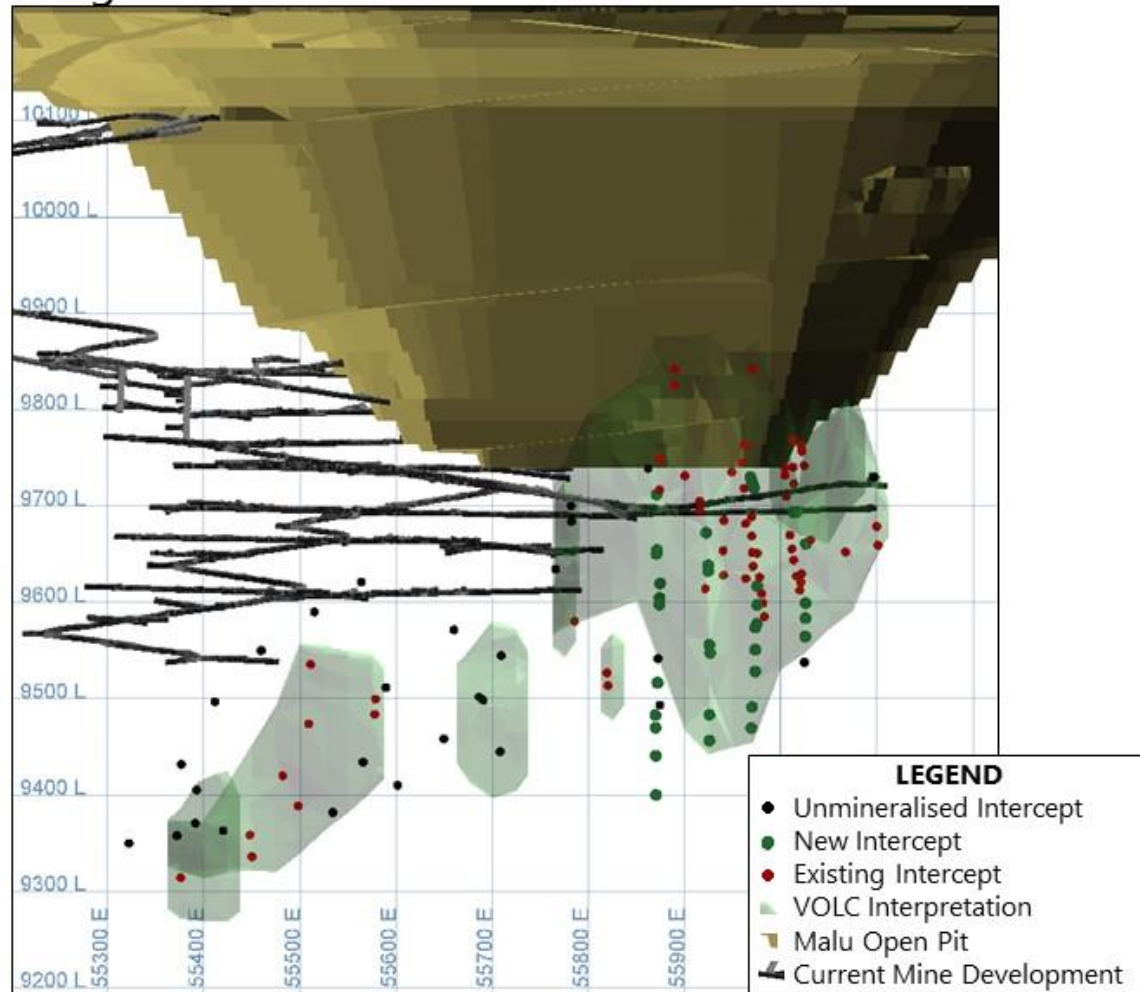 10100 L
10000 L
9900 L
9800 L
9700 L
9600 L
9500 L
9400 L
9300 L
9200 L
55300 E
55400 E
55500 E
55600 E
55700 E
55800 E
55900 E
LEGEND
Unmineralised Intercept
New Intercept
Existing Intercept
VOLC Interpretation
Malu Open Pit
Current Mine Development